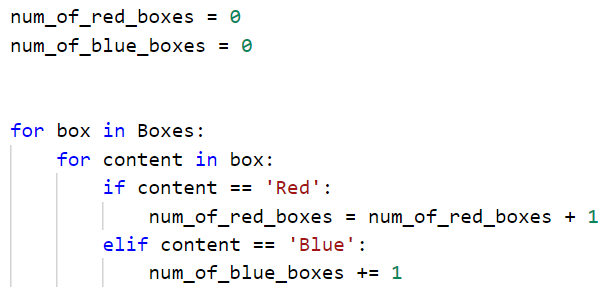 num_of_red_boxes = 0
num_of_blue_boxes = 0
for box in Boxes:
for content in box:
if content == 'Red':
num_of_red_boxes = num_of_red_boxes + 1
elif content == 'Blue':
num_of_blue_boxes += 1